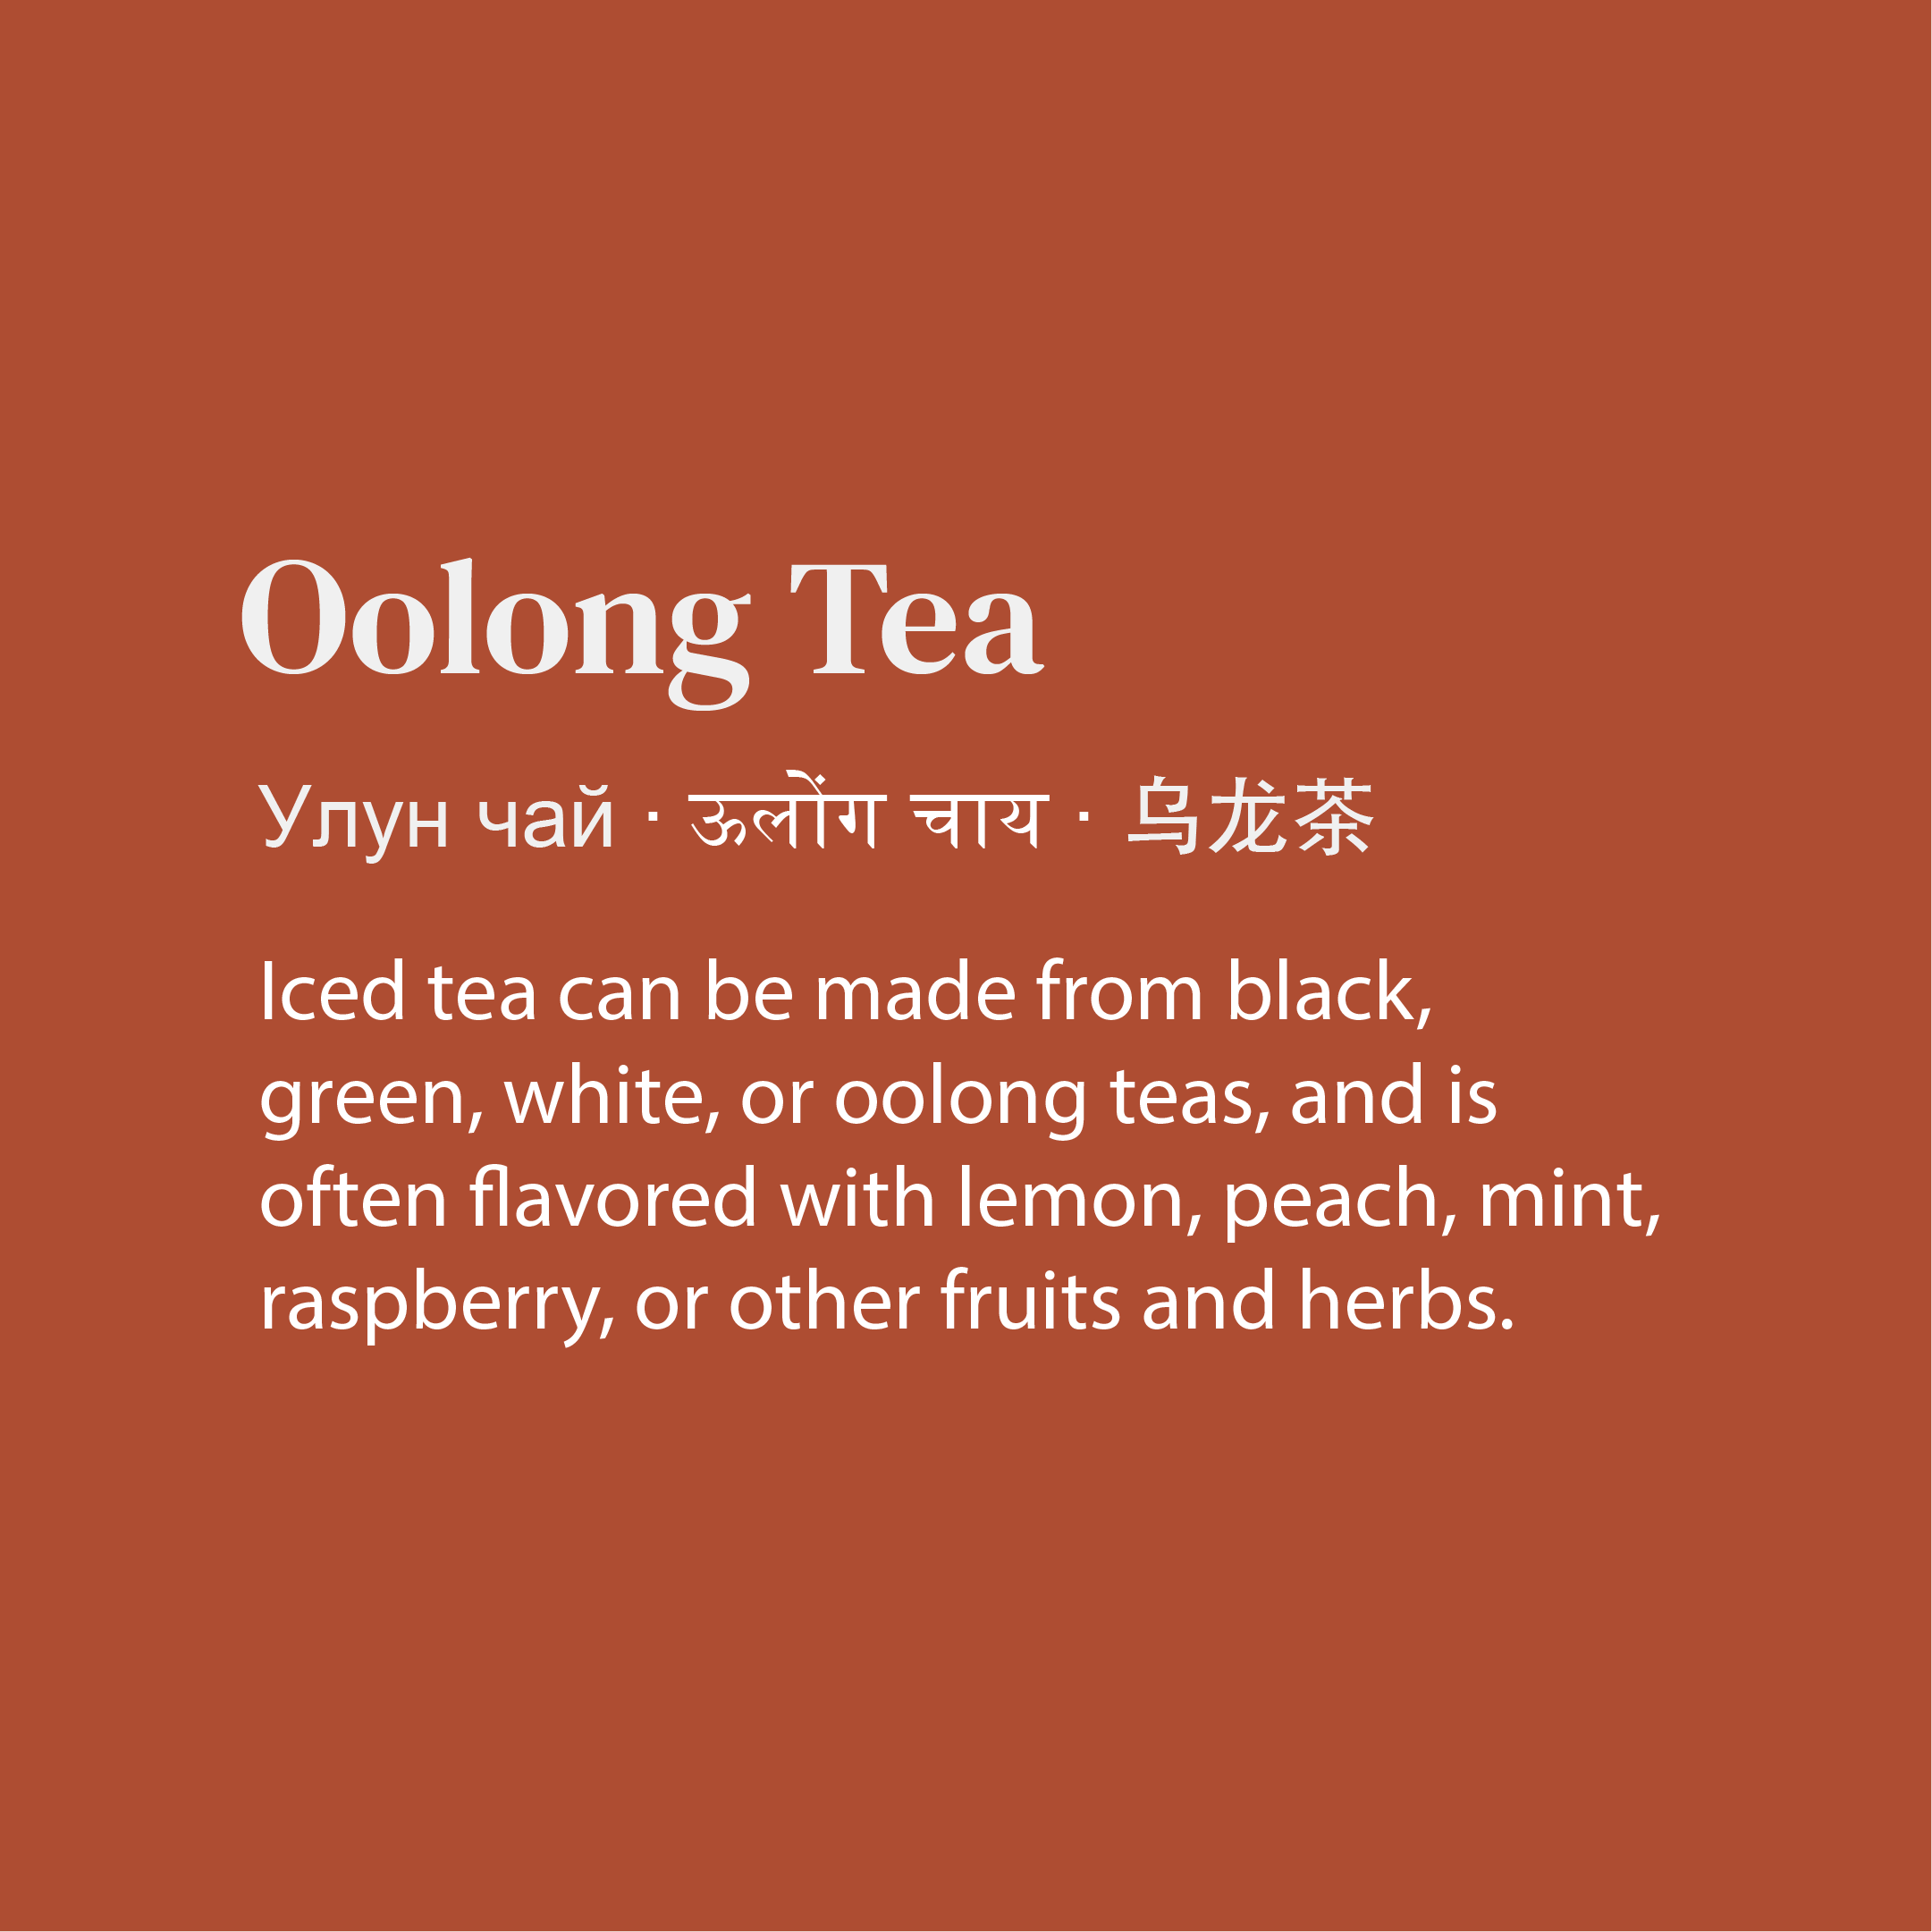 Oolong Tea
Улун чай · ऊलोंग चाय · 乌龙茶
Iced tea can be made from black,
green, white, or oolong teas, and is
often flavored with lemon, peach, mint,
raspberry, or other fruits and herbs.